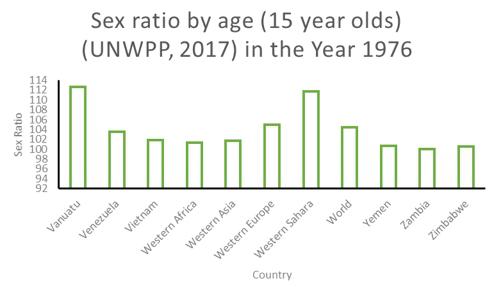 Sex ratio by age (15 year olds)
(UNWPP, 2017) in the Year 1976
114
112
110
108
106
104
102
100
98
96
94
92
Sex Ratio
Vanuatu
Venezuela
Vietnam
Western Africa
Western Asia
Western Europe
Western Sahara
World
Yemen
Zambia
Zimbabwe
Country